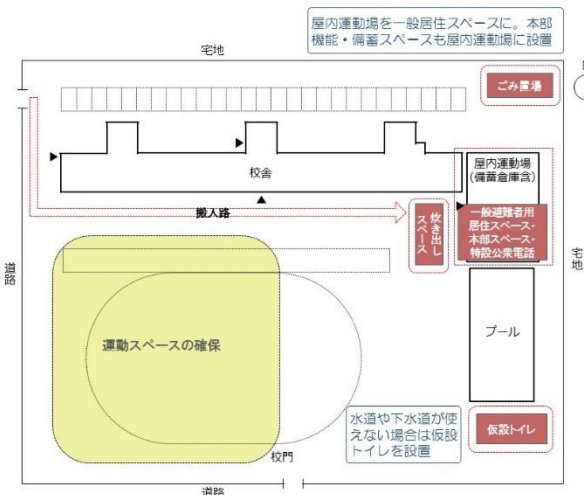 屋内運動場を一般居住スペースに。本部
機能・備蓄スペースも屋内運動場に設置
宅地
ごみ置場
屋内運動場
(備蓄倉庫含)
校舎
搬入路
炊き出し
スペース
一般避難者用
居住スペース・
本部スペース・
特設公衆電話
道路
宅地
運動スペースの確保
プール
水道や下水道が使
えない場合は仮設
トイレを設置
仮設トイレ
校門
道路